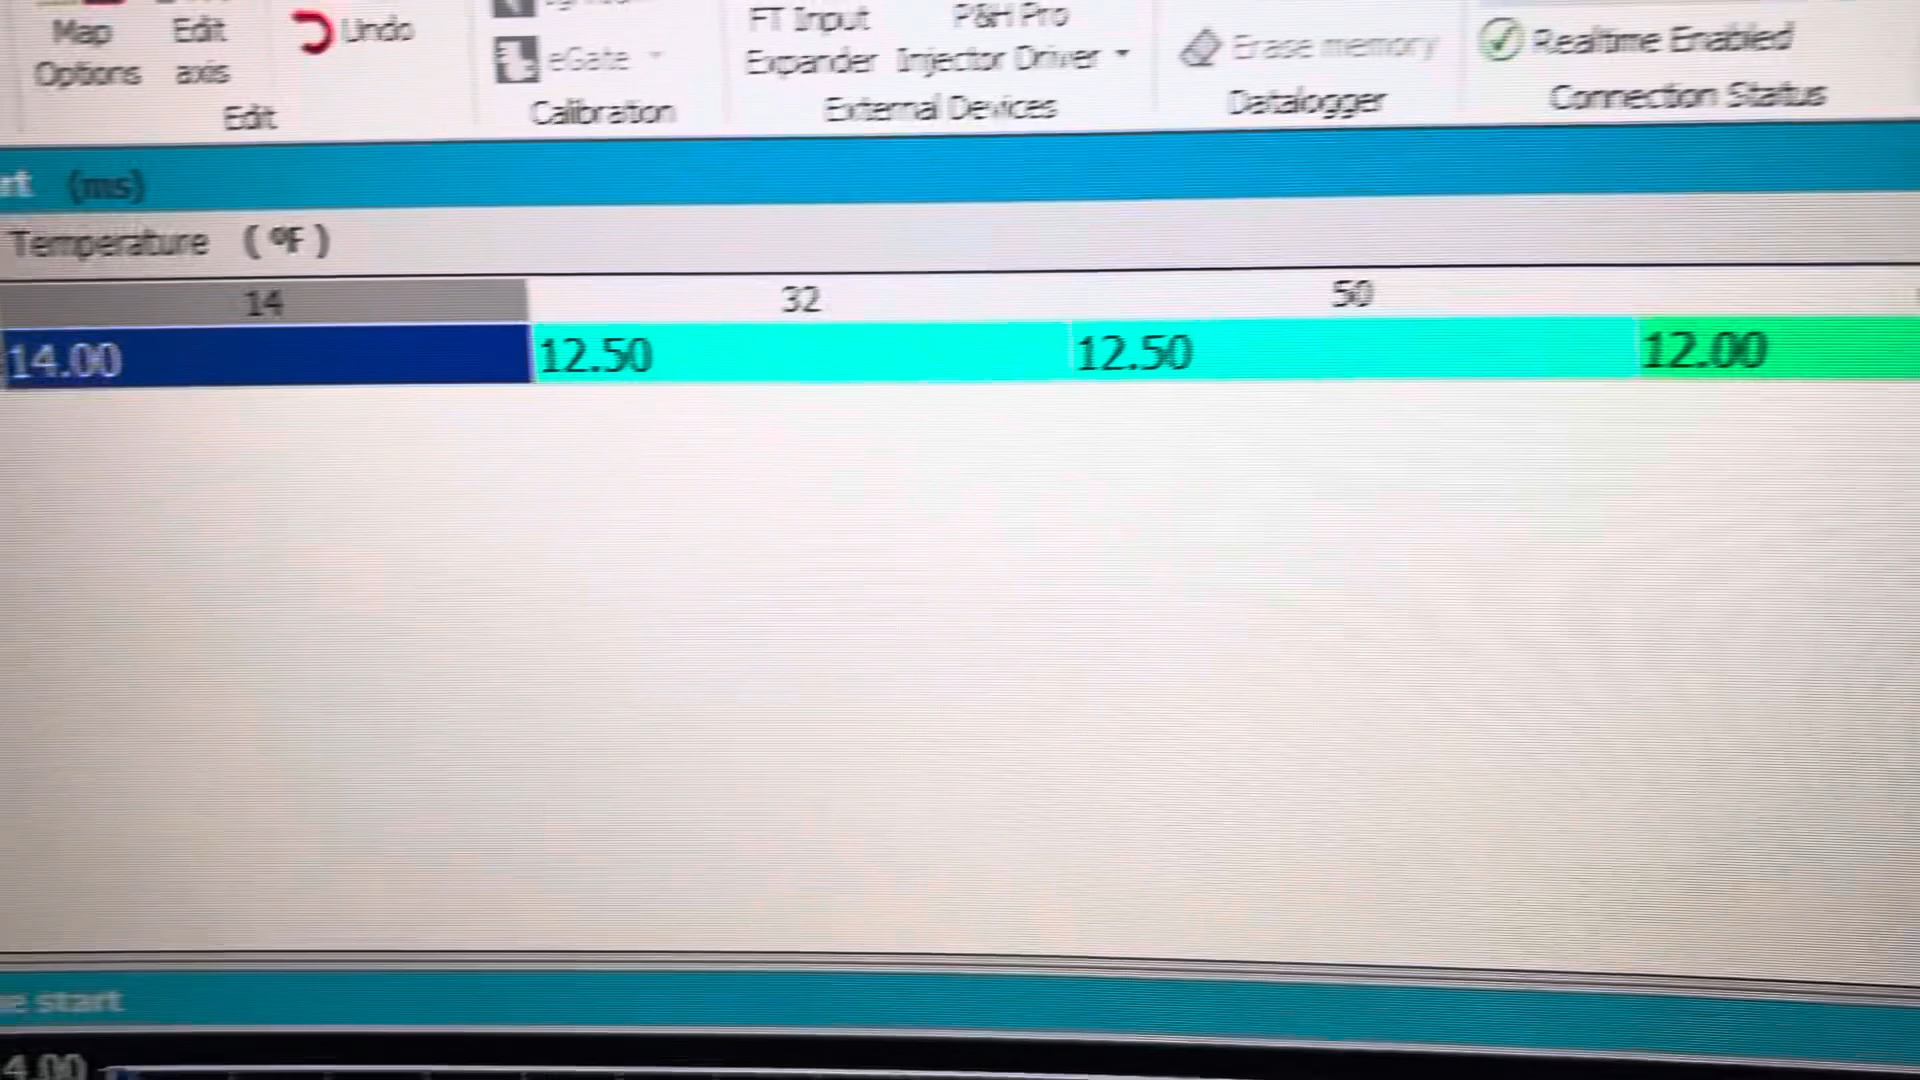 Map Options
Edit axis
Undo
Edit
eGate
Calibration
FT Input Expander
P&H Pro Injector Driver
External Devices
Erase memory
Datalogger
Realtime Enabled
Connection Status
(ms)
Temperature (ºF)
14 32 50
14.00 12.50 12.50 12.00
start
4.00